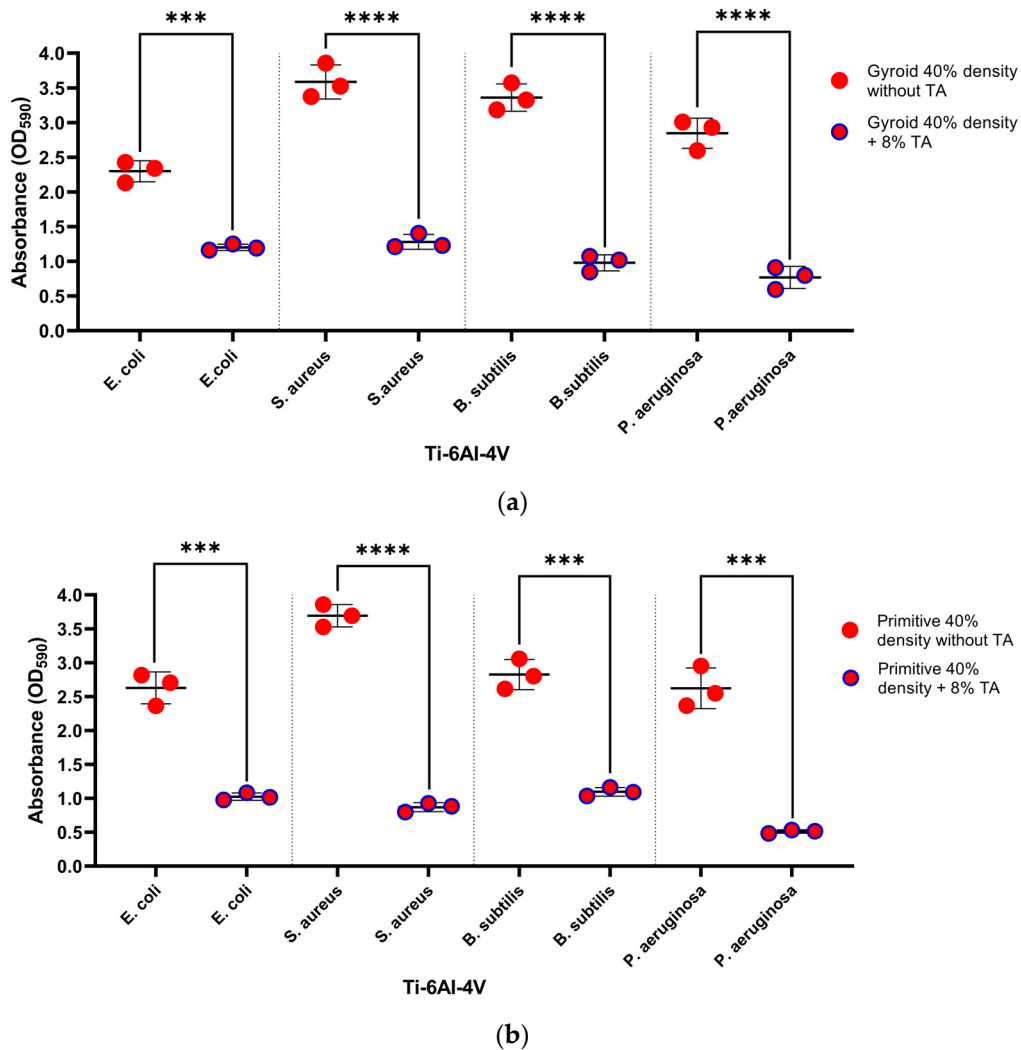 *** **** **** ****
4.0
3.5
3.0
2.5
2.0
1.5
1.0
0.5
0.0
Absorbance (OD590)
E. coli
E.coli
S. aureus
S.aureus
B. subtilis
B.subtilis
P. aeruginosa
P.aeruginosa
Ti-6Al-4V
Gyroid 40% density
without TA
Gyroid 40% density
+ 8% TA
(a)
*** **** *** ***
4.0
3.5
3.0
2.5
2.0
1.5
1.0
0.5
0.0
Absorbance (OD590)
E. coli
E. coli
S. aureus
S. aureus
B. subtilis
B. subtilis
P. aeruginosa
P. aeruginosa
Ti-6Al-4V
Primitive 40%
density without TA
Primitive 40%
density + 8% TA
(b)